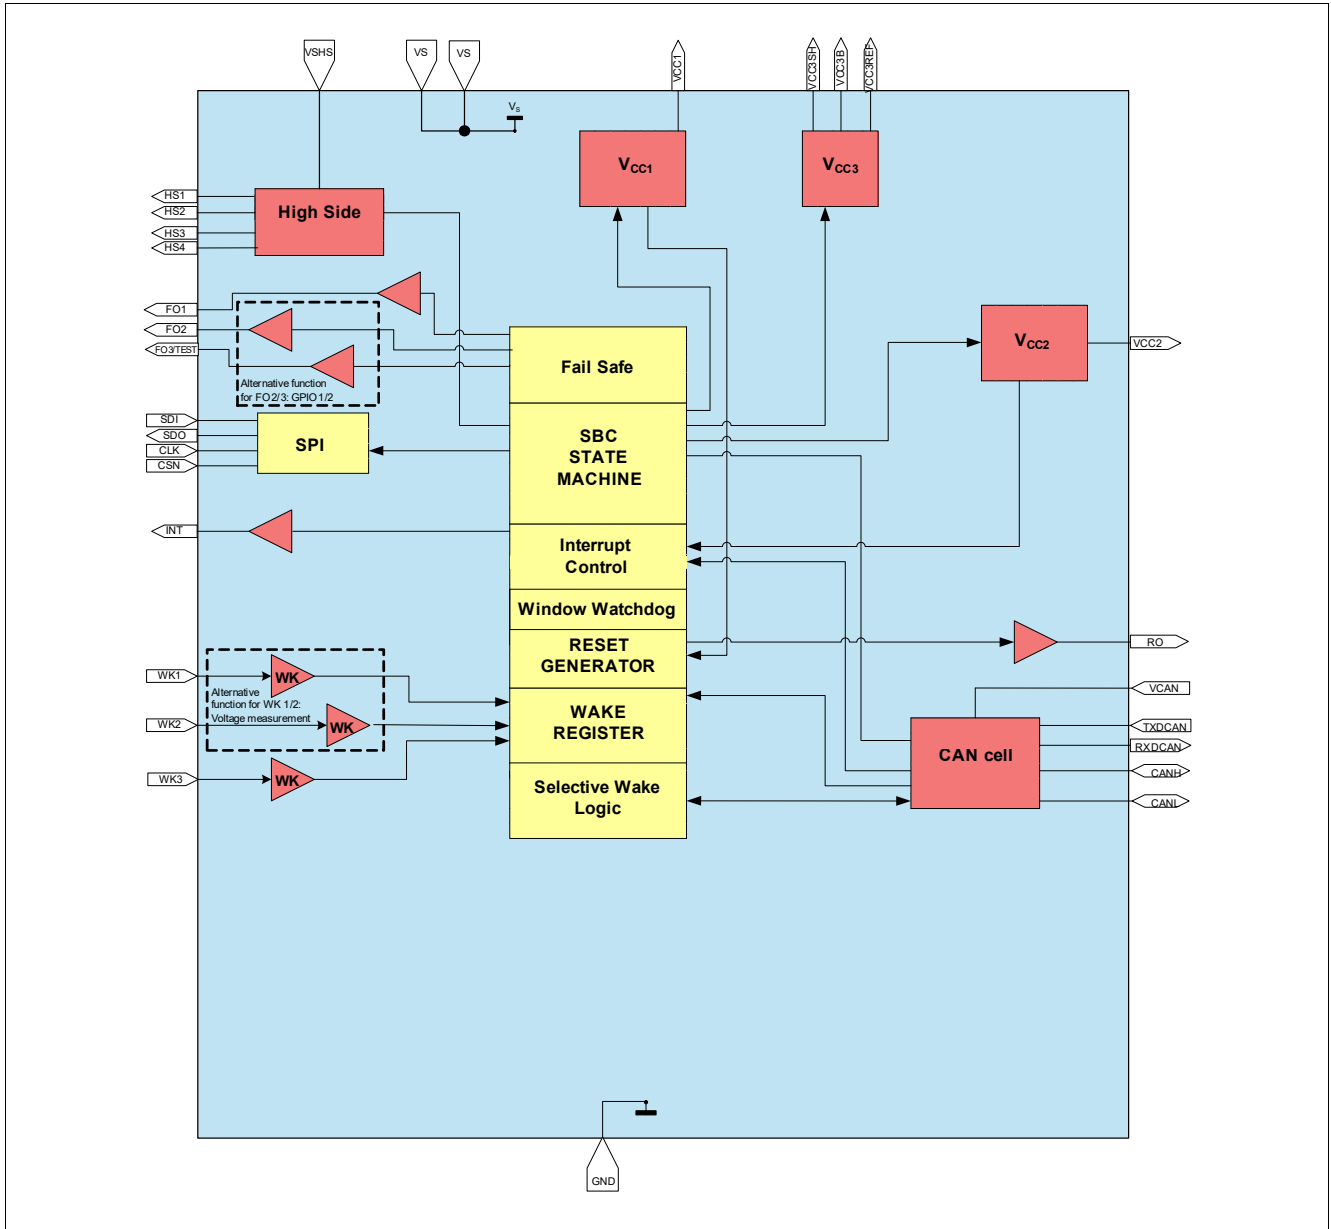 VSHS
VS
VS
VCC1
VCC3SH
VCC3B
VCC3REF
VS
VCC1
VCC3
HS1
HS2
HS3
HS4
High Side
FO1
FO2
FO3/TEST
Alternative function
for FO2/3: GPIO1/2
Fail Safe
VCC2
VCC2
SDI
SDO
CLK
CSN
SPI
SBC
STATE
MACHINE
INT
Interrupt
Control
Window Watchdog
RESET
GENERATOR
RO
WK1
WK
Alternative
function for WK 1/2:
Voltage measurement
WK2
WK
WK3
WK
WAKE
REGISTER
Selective Wake
Logic
CAN cell
VCAN
TXDCAN
RXDCAN
CANH
CANL
GND